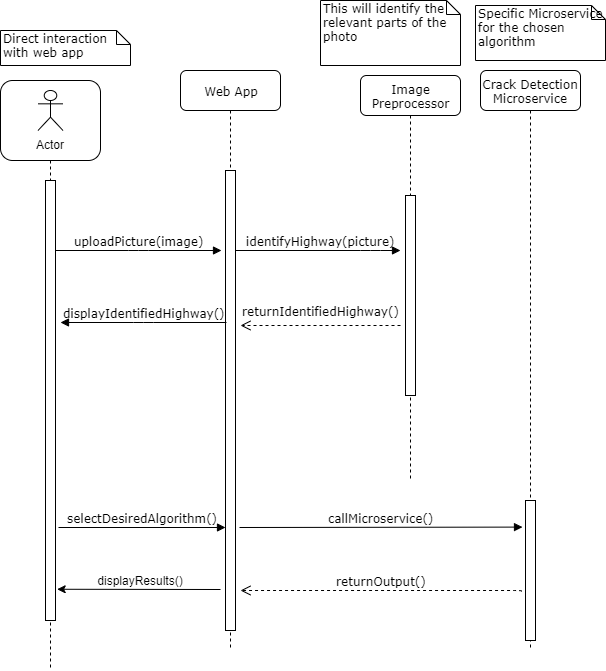 Direct interaction
with web app
This will identify the
relevant parts of the
photo
Specific Microservice
for the chosen
algorithm
Actor
Web App
Image
Preprocessor
Crack Detection
Microservice
uploadPicture(image)
identifyHighway(picture)
displayIdentifiedHighway()
returnIdentifiedHighway()
selectDesiredAlgorithm()
callMicroservice()
displayResults()
returnOutput()